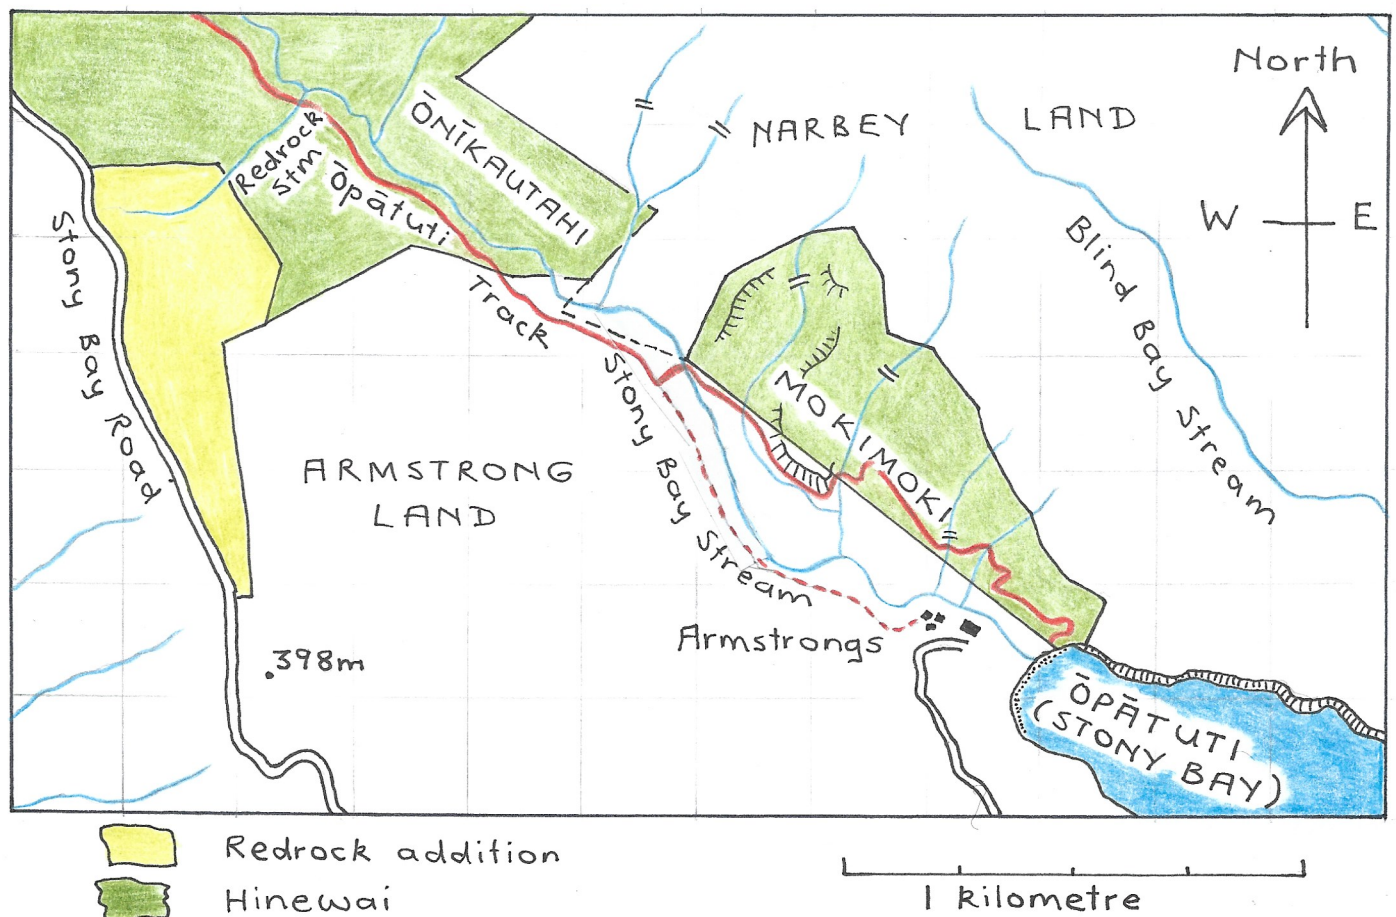 North
W E
NARBEY LAND
ŌNĪKAUTAHI
Redrock
Stm
Ōpātuti
Track
Blind Bay Stream
Stony Bay Road
Stony Bay Stream
MOKIMOKI
ARMSTRONG
LAND
Armstrongs
398m
ŌPĀTUTI
(STONY BAY)
Redrock addition
Hinewai
1 kilometre